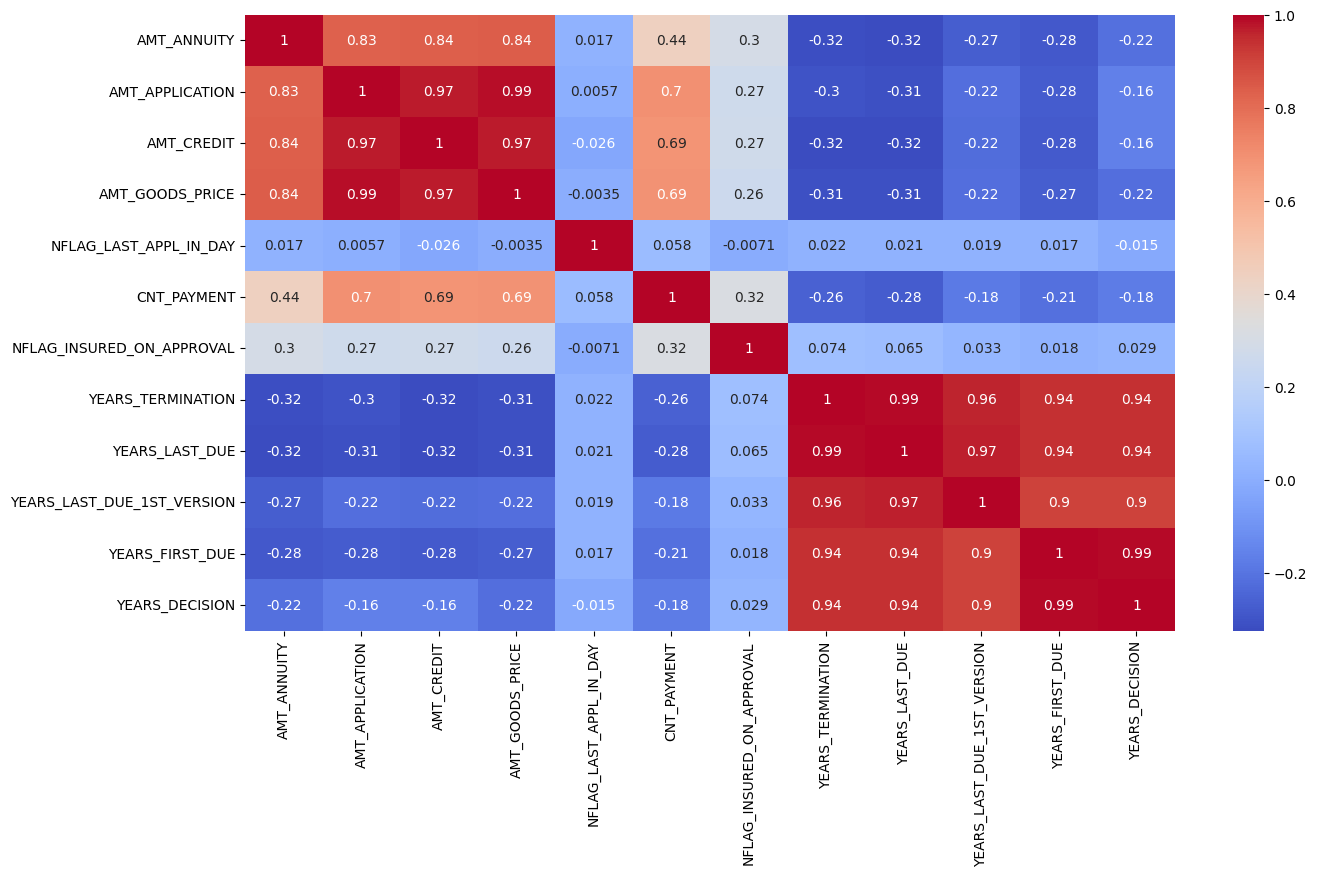 AMT_ANNUITY 1 0.83 0.84 0.84 0.017 0.44 0.3 -0.32 -0.32 -0.27 -0.28 -0.22
AMT_APPLICATION 0.83 1 0.97 0.99 0.0057 0.7 0.27 -0.3 -0.31 -0.22 -0.28 -0.16
AMT_CREDIT 0.84 0.97 1 0.97 -0.026 0.69 0.27 -0.32 -0.32 -0.22 -0.28 -0.16
AMT_GOODS_PRICE 0.84 0.99 0.97 1 -0.0035 0.69 0.26 -0.31 -0.31 -0.22 -0.27 -0.22
NFLAG_LAST_APPL_IN_DAY 0.017 0.0057 -0.026 -0.0035 1 0.058 -0.0071 0.022 0.021 0.019 0.017 -0.015
CNT_PAYMENT 0.44 0.7 0.69 0.69 0.058 1 0.32 -0.26 -0.28 -0.18 -0.21 -0.18
NFLAG_INSURED_ON_APPROVAL 0.3 0.27 0.27 0.26 -0.0071 0.32 1 0.074 0.065 0.033 0.018 0.029
YEARS_TERMINATION -0.32 -0.3 -0.32 -0.31 0.022 -0.26 0.074 1 0.99 0.96 0.94 0.94
YEARS_LAST_DUE -0.32 -0.31 -0.32 -0.31 0.021 -0.28 0.065 0.99 1 0.97 0.94 0.94
YEARS_LAST_DUE_1ST_VERSION -0.27 -0.22 -0.22 -0.22 0.019 -0.18 0.033 0.96 0.97 1 0.9 0.9
YEARS_FIRST_DUE -0.28 -0.28 -0.28 -0.27 0.017 -0.21 0.018 0.94 0.94 0.9 1 0.99
YEARS_DECISION -0.22 -0.16 -0.16 -0.22 -0.015 -0.18 0.029 0.94 0.94 0.9 0.99 1
AMT_ANNUITY
AMT_APPLICATION
AMT_CREDIT
AMT_GOODS_PRICE
NFLAG_LAST_APPL_IN_DAY
CNT_PAYMENT
NFLAG_INSURED_ON_APPROVAL
YEARS_TERMINATION
YEARS_LAST_DUE
YEARS_LAST_DUE_1ST_VERSION
YEARS_FIRST_DUE
YEARS_DECISION
1.0
0.8
0.6
0.4
0.2
0.0
−0.2